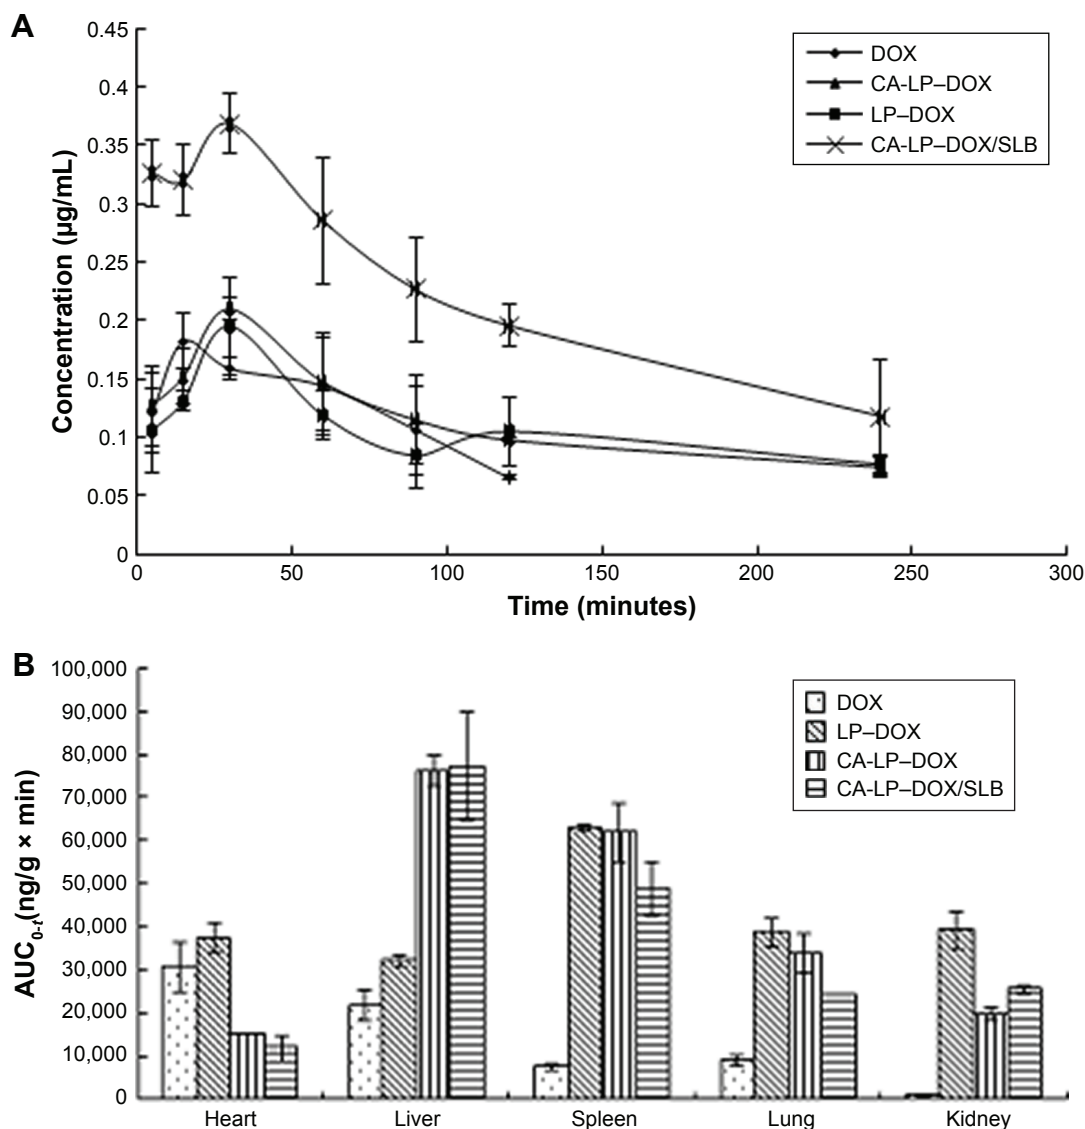 A
0.45
0.4
0.35
0.3
0.25
0.2
0.15
0.1
0.05
0
Concentration (µg/mL)
DOX
CA-LP–DOX
LP–DOX
CA-LP–DOX/SLB
0 50 100 150 200 250 300
Time (minutes)
B
100,000
90,000
80,000
70,000
60,000
50,000
40,000
30,000
20,000
10,000
0
AUC0-t(ng/g × min)
DOX
LP–DOX
CA-LP–DOX
CA-LP–DOX/SLB
Heart Liver Spleen Lung Kidney